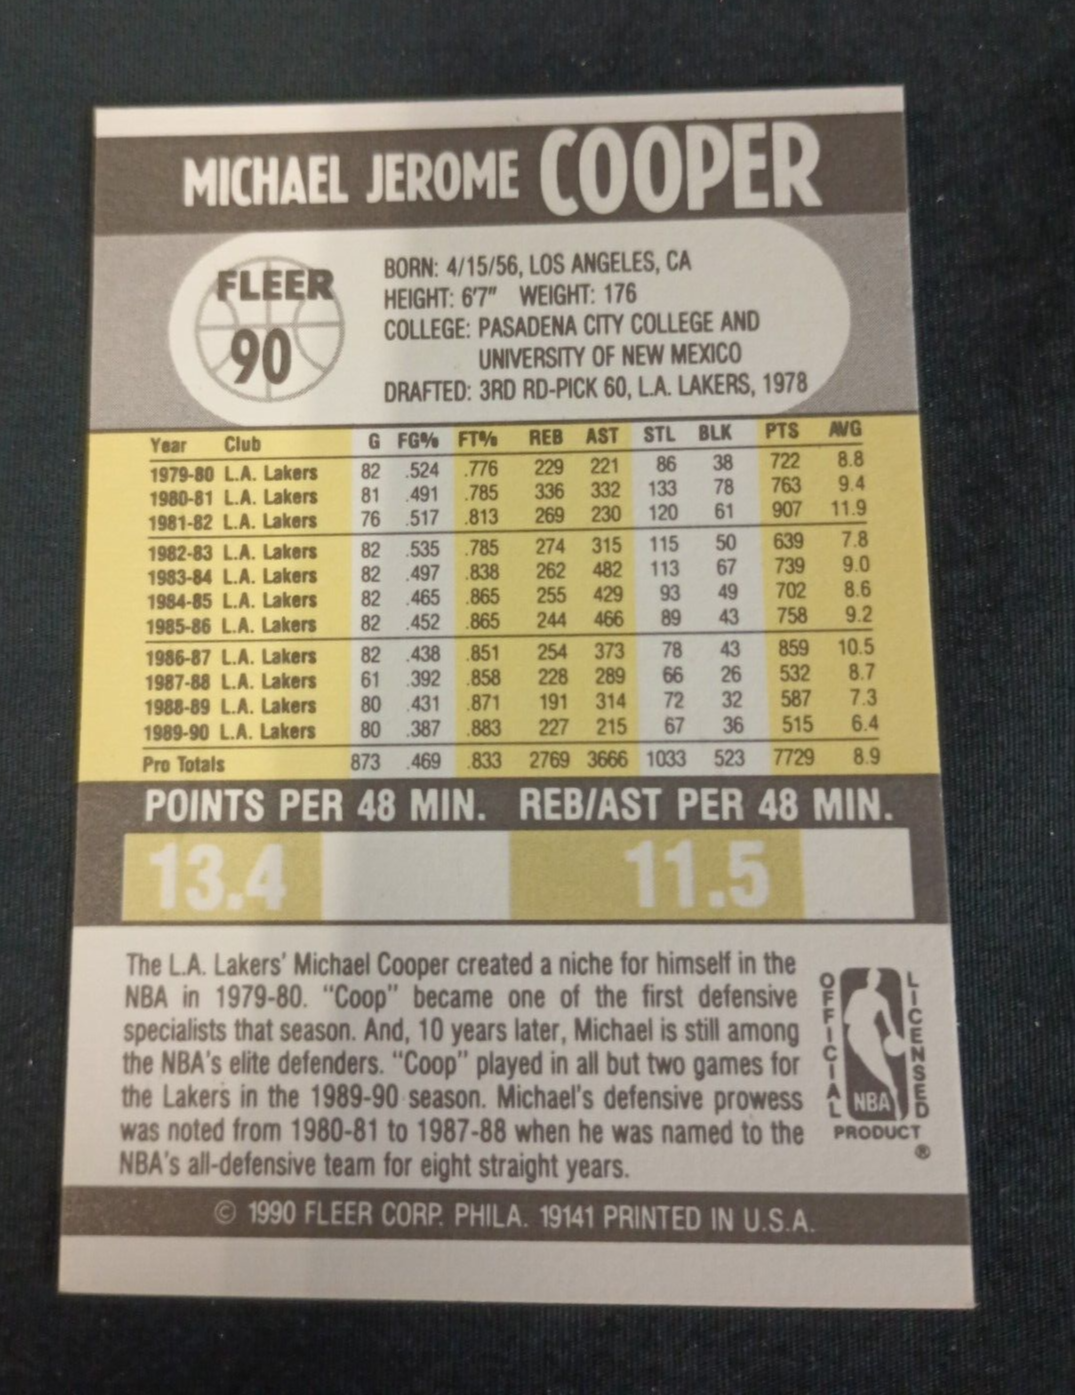 MICHAEL JEROME COOPER
FLEER
90
BORN: 4/15/56, LOS ANGELES, CA
HEIGHT: 6'7" WEIGHT: 176
COLLEGE: PASADENA CITY COLLEGE AND
UNIVERSITY OF NEW MEXICO
DRAFTED: 3RD RD-PICK 60, L.A. LAKERS, 1978
Year Club G FG% FT% REB AST STL BLK PTS AVG
1979-80 L.A. Lakers 82 .524 .776 229 221 86 38 722 8.8
1980-81 L.A. Lakers 81 .491 .785 336 332 133 78 763 9.4
1981-82 L.A. Lakers 76 .517 .813 269 230 120 61 907 11.9
1982-83 L.A. Lakers 82 .535 .785 274 315 115 50 639 7.8
1983-84 L.A. Lakers 82 .497 .838 262 482 113 67 739 9.0
1984-85 L.A. Lakers 82 .465 .865 255 429 93 49 702 8.6
1985-86 L.A. Lakers 82 .452 .865 244 466 89 43 758 9.2
1986-87 L.A. Lakers 82 .438 .851 254 373 78 43 859 10.5
1987-88 L.A. Lakers 61 .392 .858 228 289 66 26 532 8.7
1988-89 L.A. Lakers 80 .431 .871 191 314 72 32 587 7.3
1989-90 L.A. Lakers 80 .387 .883 227 215 67 36 515 6.4
Pro Totals 873 .469 .833 2769 3666 1033 523 7729 8.9
POINTS PER 48 MIN. REB/AST PER 48 MIN.
13.4 11.5
The L.A. Lakers' Michael Cooper created a niche for himself in the
NBA in 1979-80. "Coop" became one of the first defensive
specialists that season. And, 10 years later, Michael is still among
the NBA's elite defenders. "Coop" played in all but two games for
the Lakers in the 1989-90 season. Michael's defensive prowess
was noted from 1980-81 to 1987-88 when he was named to the
NBA's all-defensive team for eight straight years.
OFFICIAL
NBA
LICENSED
PRODUCT
®
© 1990 FLEER CORP. PHILA. 19141 PRINTED IN U.S.A.